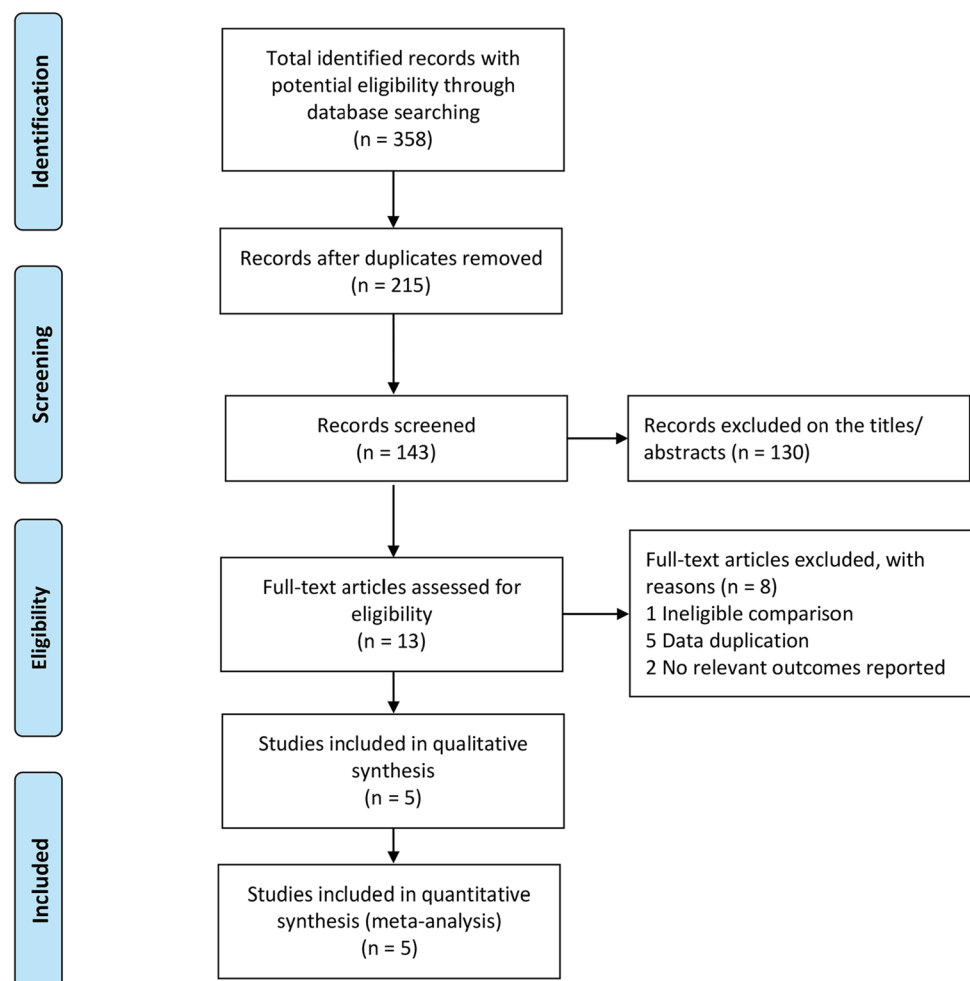 Identification
Total identified records with
potential eligibility through
database searching
(n = 358)
Records after duplicates removed
(n = 215)
Screening
Records screened
(n = 143)
Records excluded on the titles/
abstracts (n = 130)
Eligibility
Full-text articles assessed for
eligibility
(n = 13)
Full-text articles excluded, with
reasons (n = 8)
1 Ineligible comparison
5 Data duplication
2 No relevant outcomes reported
Studies included in qualitative
synthesis
(n = 5)
Included
Studies included in quantitative
synthesis (meta-analysis)
(n = 5)